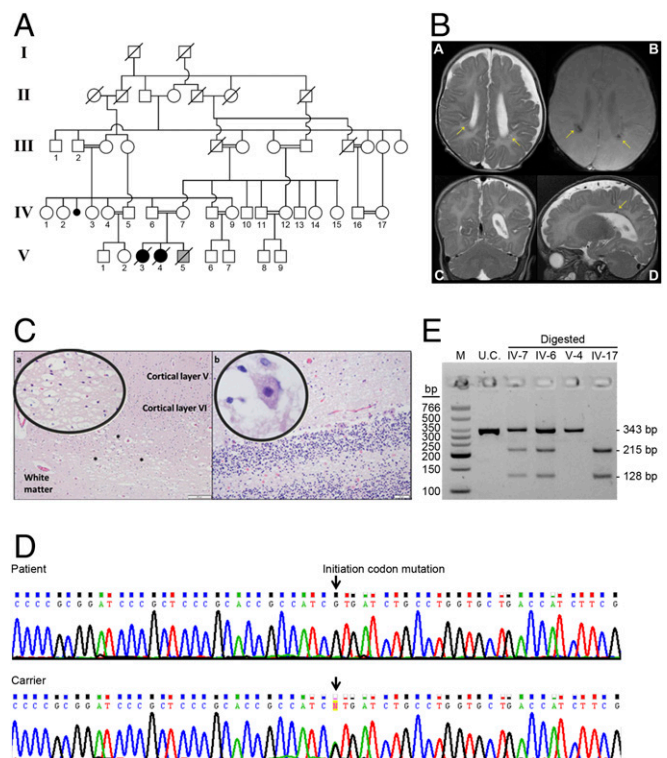 A
I
II
III
1 2
IV
1 2 3 4 5 6 7 8 9 10 11 12 13 14 15 16 17
V
1 2 3 4 5 6 7 8 9
B
A B
C D
C
a
Cortical layer V
Cortical layer VI
White
matter
b
E
Digested
M U.C. IV-7 IV-6 V-4 IV-17
bp
766
500
350
300
250
200
150
100
343 bp
215 bp
128 bp
D
Patient
Initiation codon mutation
C C C C G C G G A T C C C G C T C C C G C A C C G C C A T C G T G A T C T G C C T G G T G C T G A C C A T C T T C G
Carrier
C C C C G C G G A T C C C G C T C C C G C A C C G C C A T C N T G A T C T G C C T G G T G C T G A C C A T C T T C G